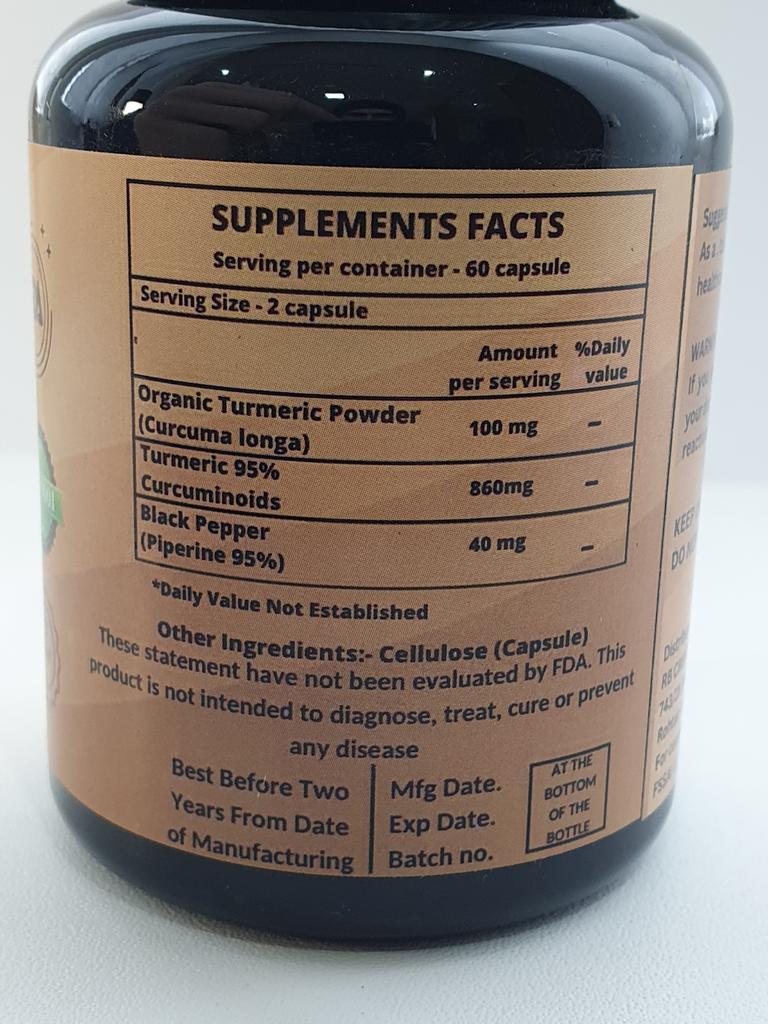 SUPPLEMENTS FACTS
Serving per container - 60 capsule
Serving Size - 2 capsule
Amount per serving
%Daily value
Organic Turmeric Powder
(Curcuma longa)
100 mg
–
Turmeric 95%
Curcuminoids
860mg
–
Black Pepper
(Piperine 95%)
40 mg
–
*Daily Value Not Established
Other Ingredients:- Cellulose (Capsule)
These statement have not been evaluated by FDA. This
product is not intended to diagnose, treat, cure or prevent
any disease
Best Before Two
Years From Date
of Manufacturing
Mfg Date.
Exp Date.
Batch no.
AT THE
BOTTOM
OF THE
BOTTLE
As a
If you
KEEP